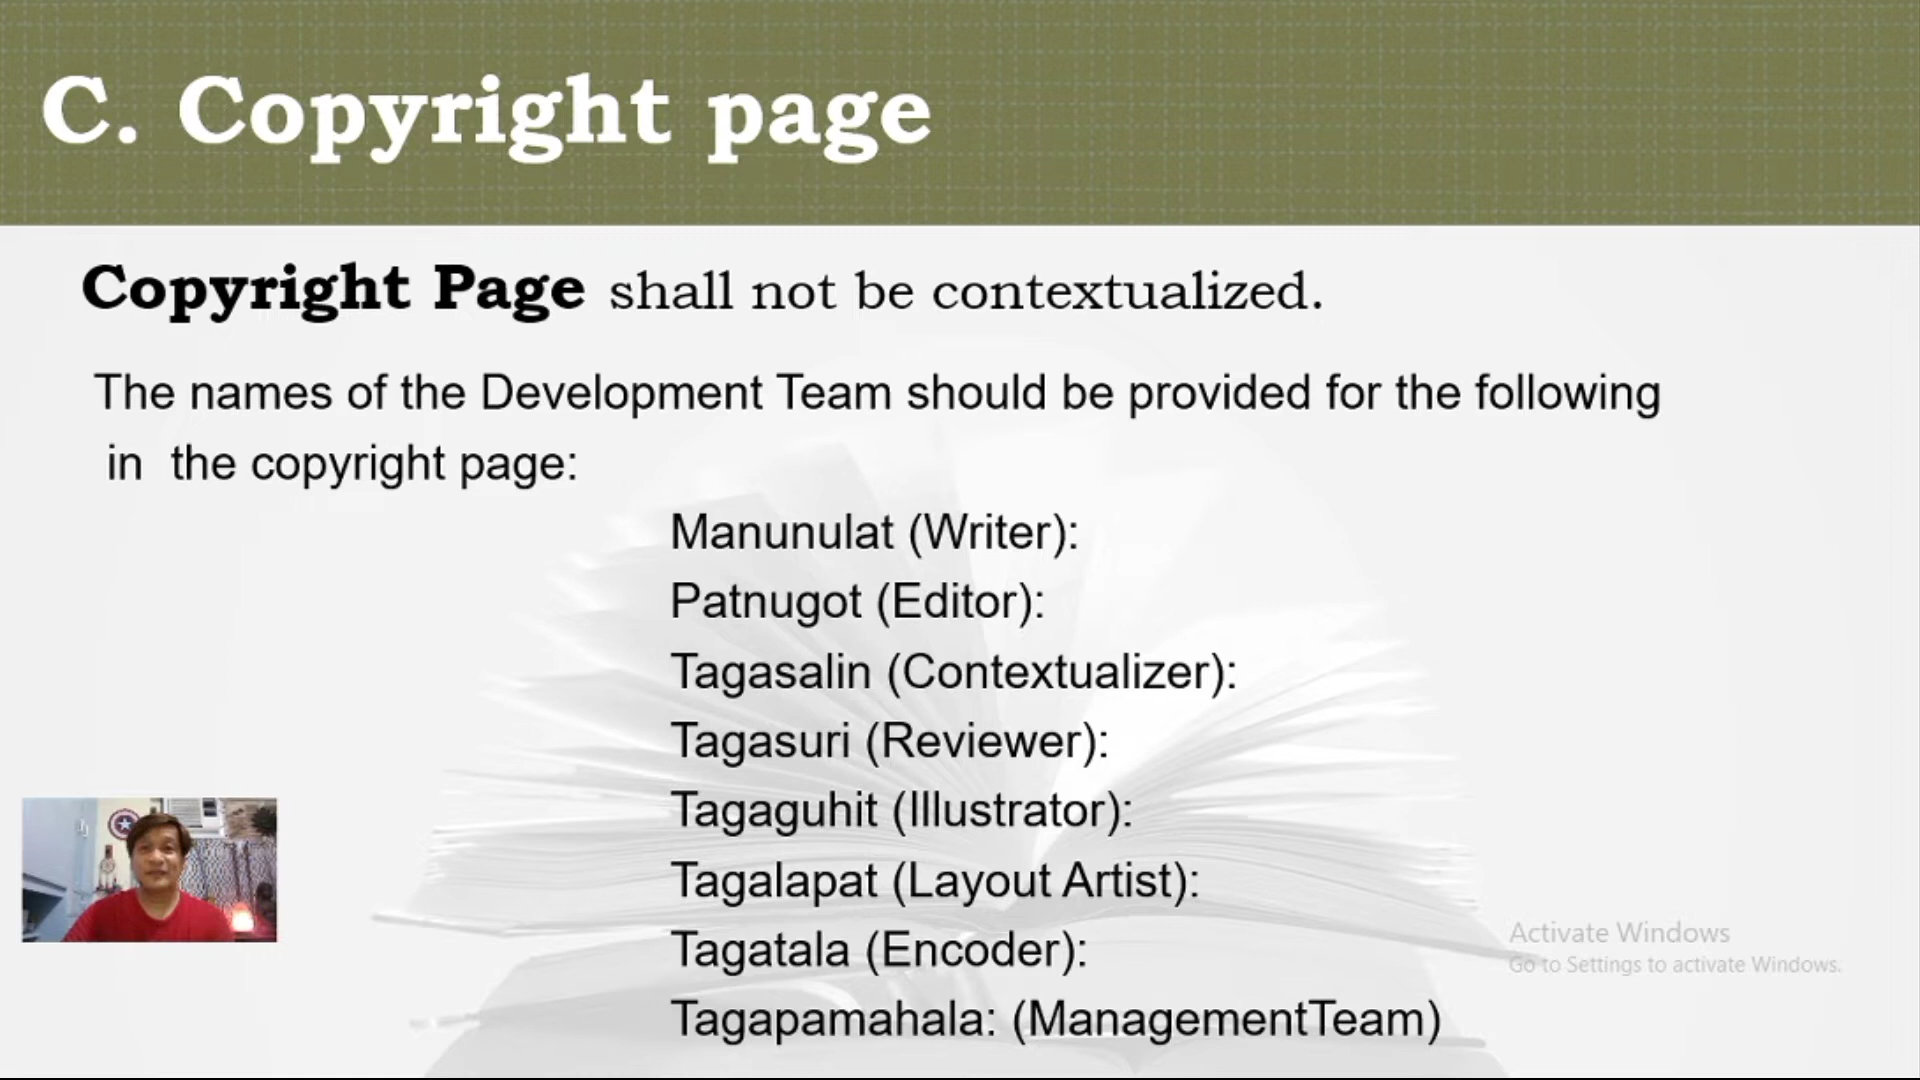 C. Copyright page
Copyright Page shall not be contextualized.
The names of the Development Team should be provided for the following
in the copyright page:
Manunulat (Writer):
Patnugot (Editor):
Tagasalin (Contextualizer):
Tagasuri (Reviewer):
Tagaguhit (Illustrator):
Tagalapat (Layout Artist):
Tagatala (Encoder):
Tagapamahala: (ManagementTeam)
Activate Windows
Go to Settings to activate Windows.